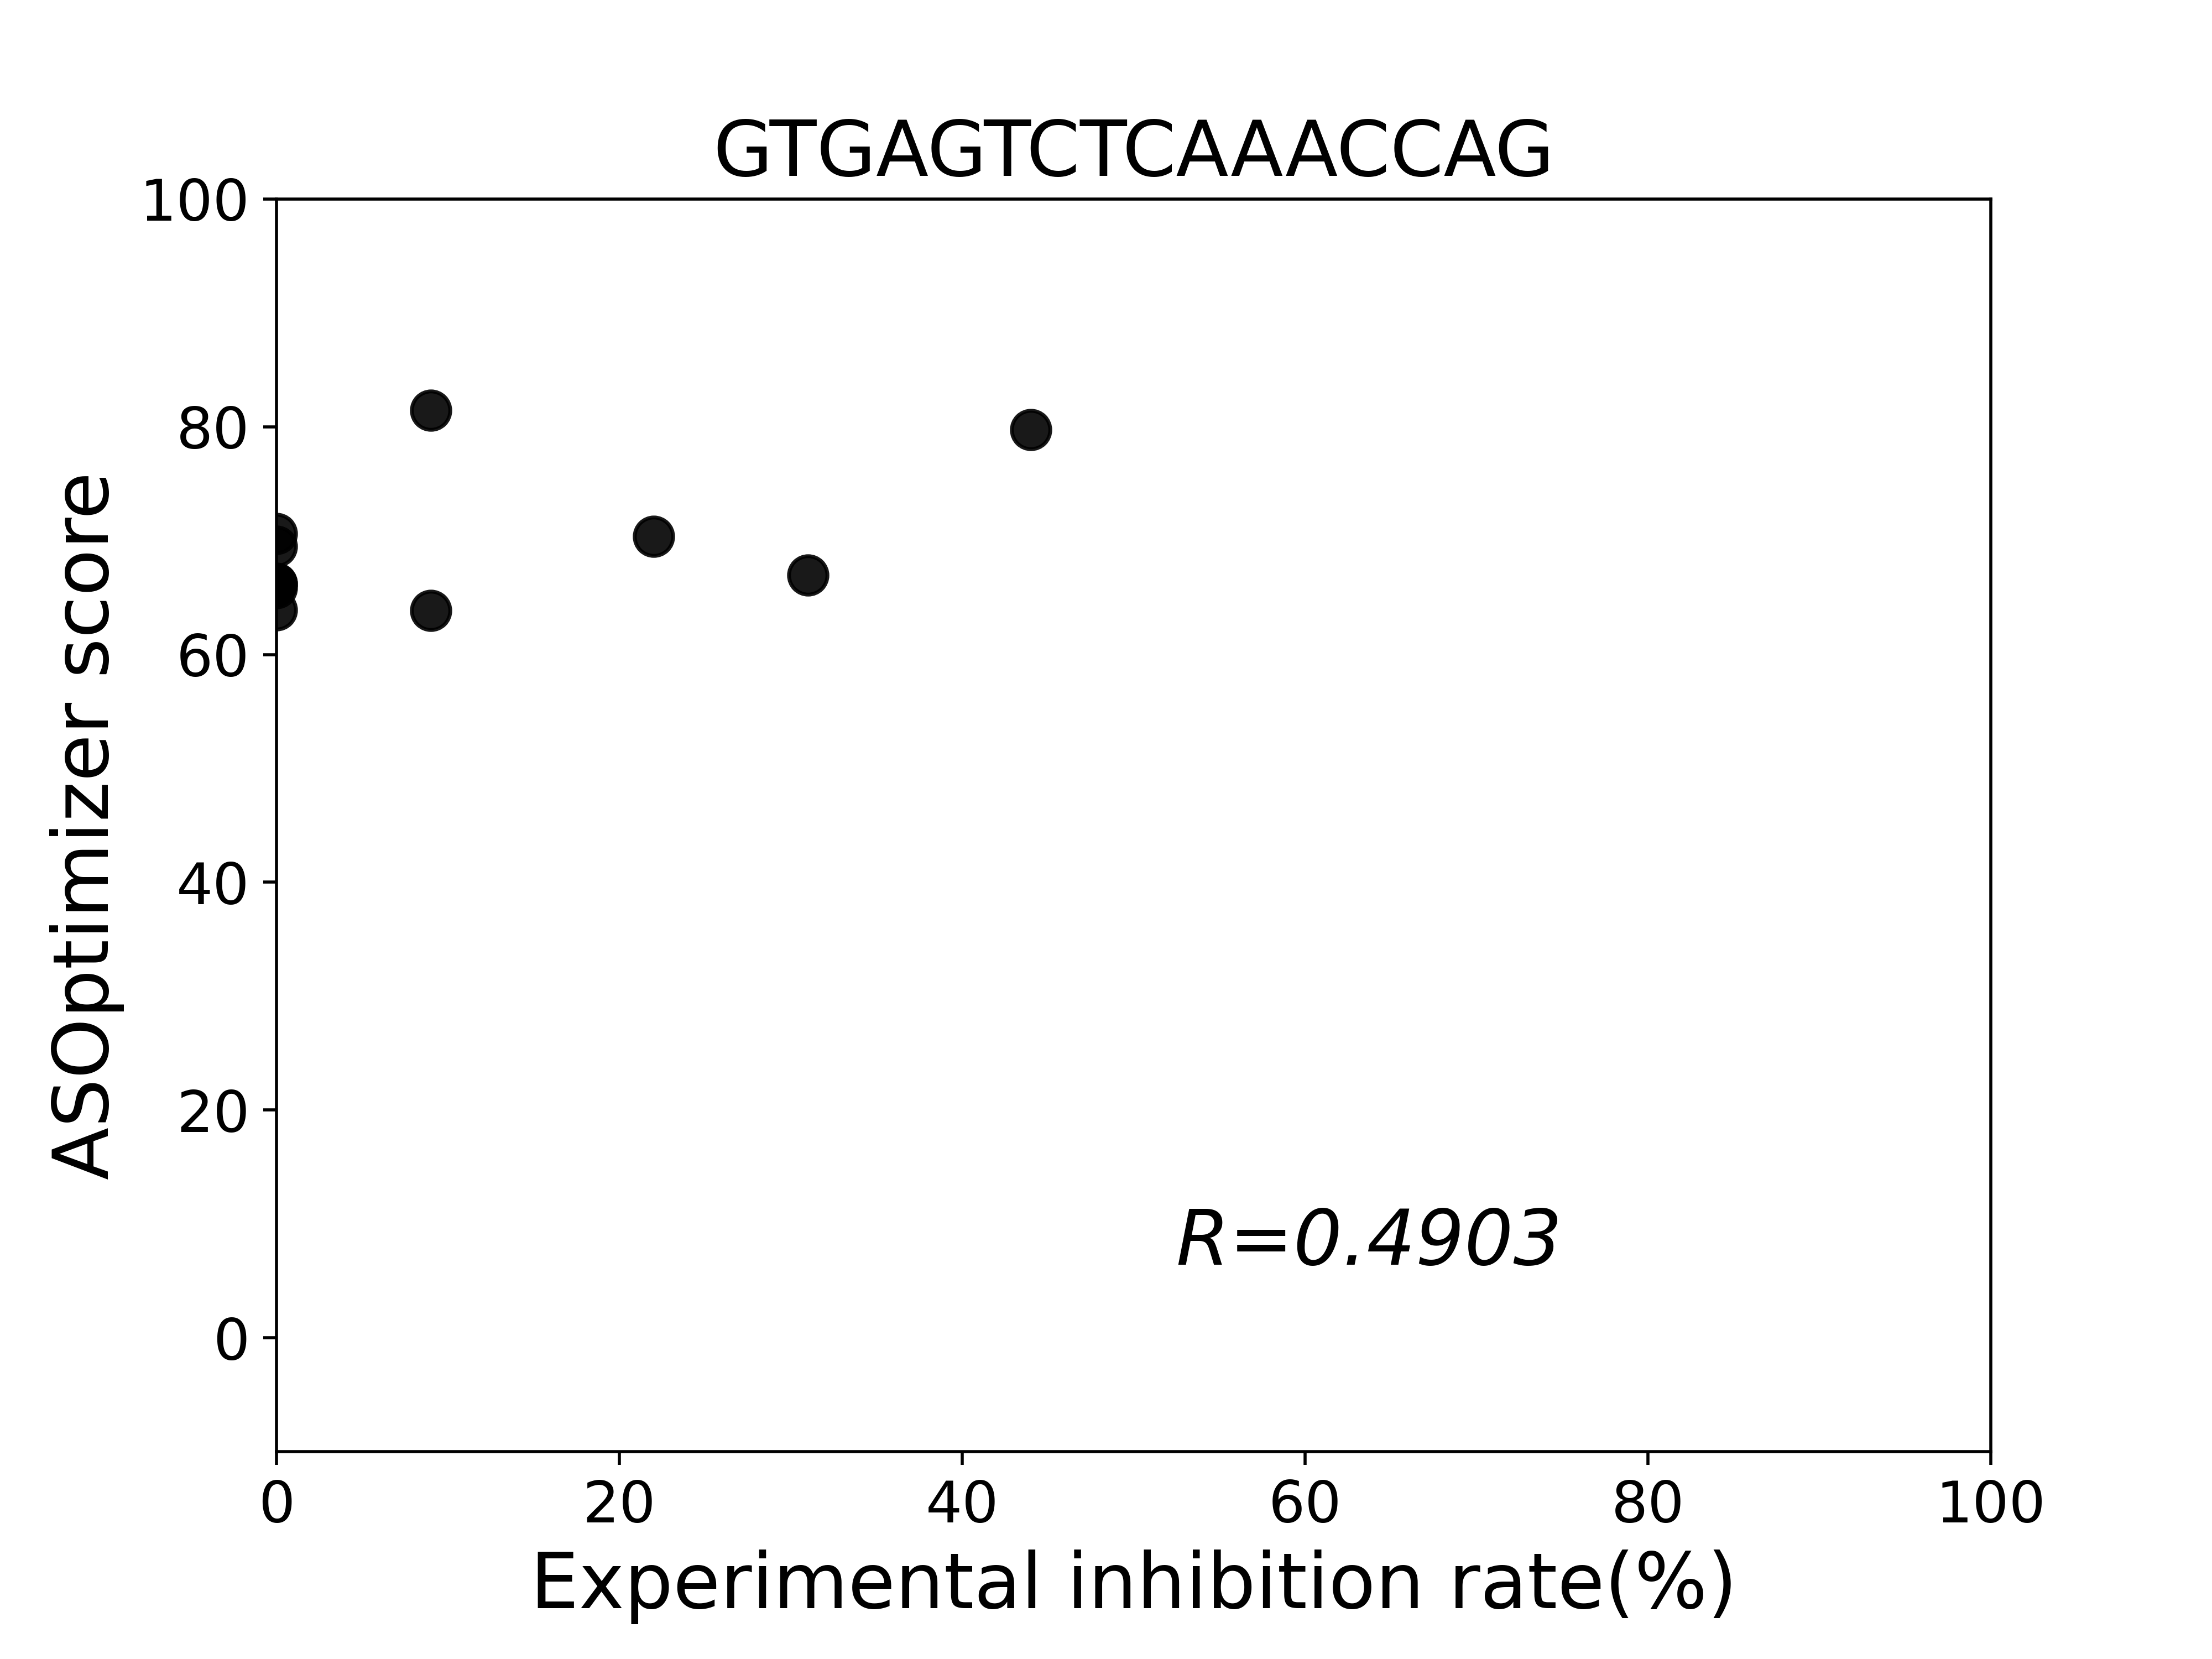 GTGAGTCTCAAACCAG
100
80
60
40
20
0
ASOptimizer score
R=0.4903
0 20 40 60 80 100
Experimental inhibition rate(%)